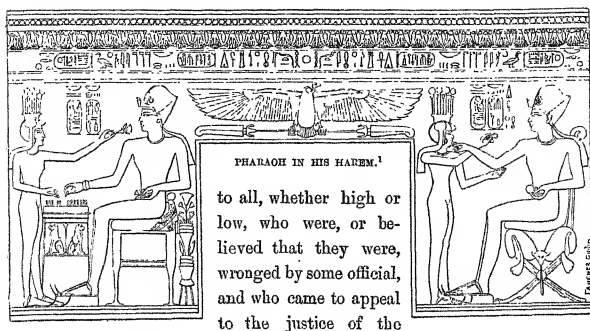 PHARAOH IN HIS HAREM.¹
to all, whether high or
low, who were, or be-
lieved that they were,
wronged by some official,
and who came to appeal
to the justice of the